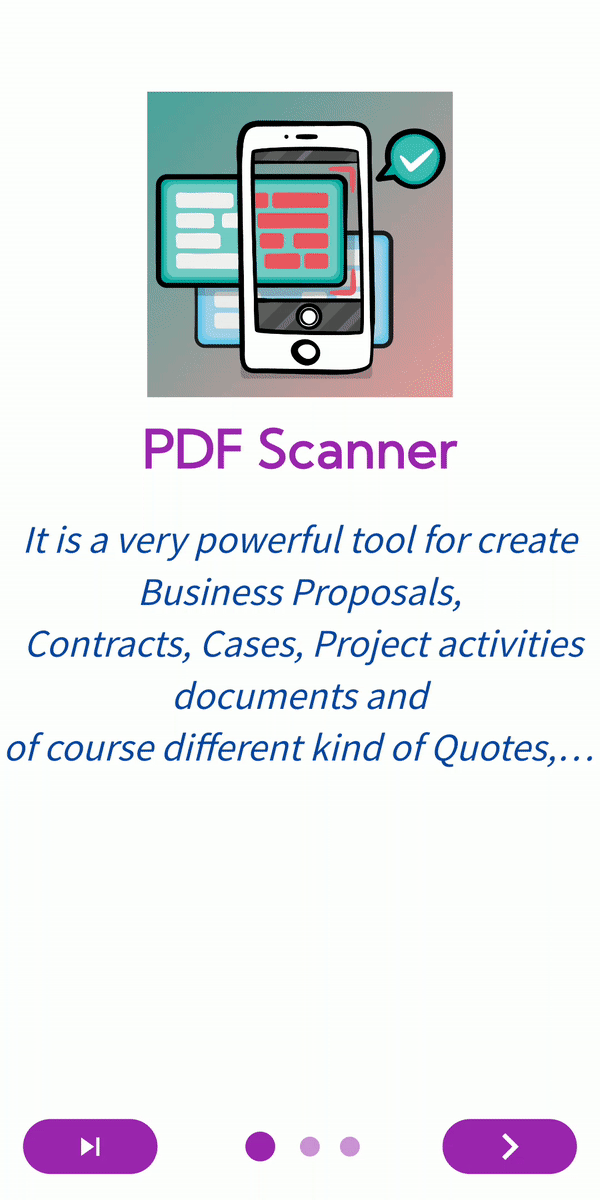 PDF Scanner
It is a very powerful tool for create
Business Proposals,
Contracts, Cases, Project activities
documents and
of course different kind of Quotes,...